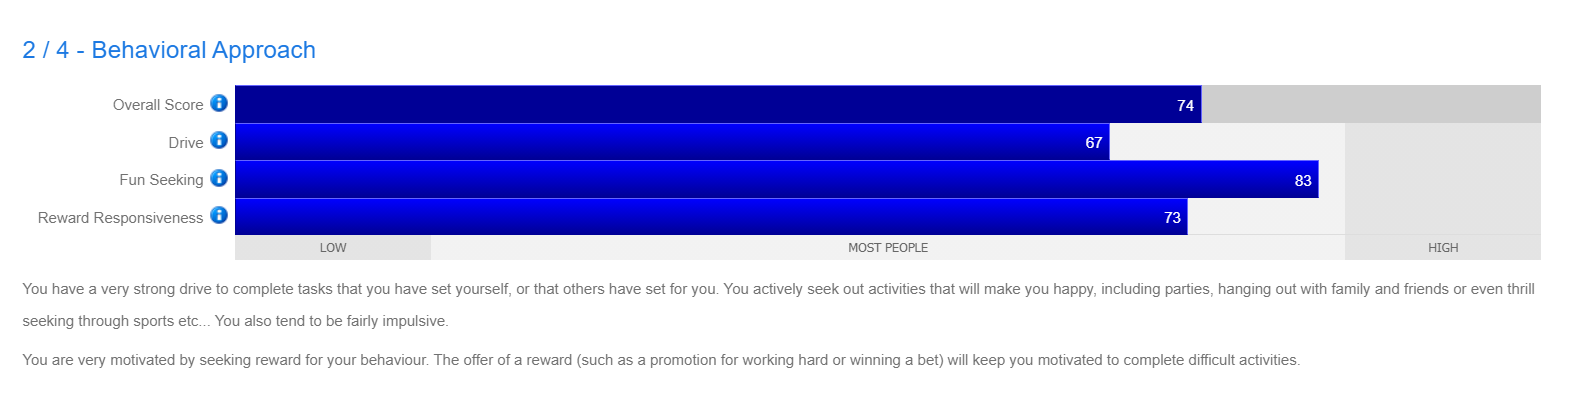 2 / 4 - Behavioral Approach
Overall Score 74
Drive 67
Fun Seeking 83
Reward Responsiveness 73
LOW MOST PEOPLE HIGH
You have a very strong drive to complete tasks that you have set yourself, or that others have set for you. You actively seek out activities that will make you happy, including parties, hanging out with family and friends or even thrill
seeking through sports etc... You also tend to be fairly impulsive.
You are very motivated by seeking reward for your behaviour. The offer of a reward (such as a promotion for working hard or winning a bet) will keep you motivated to complete difficult activities.